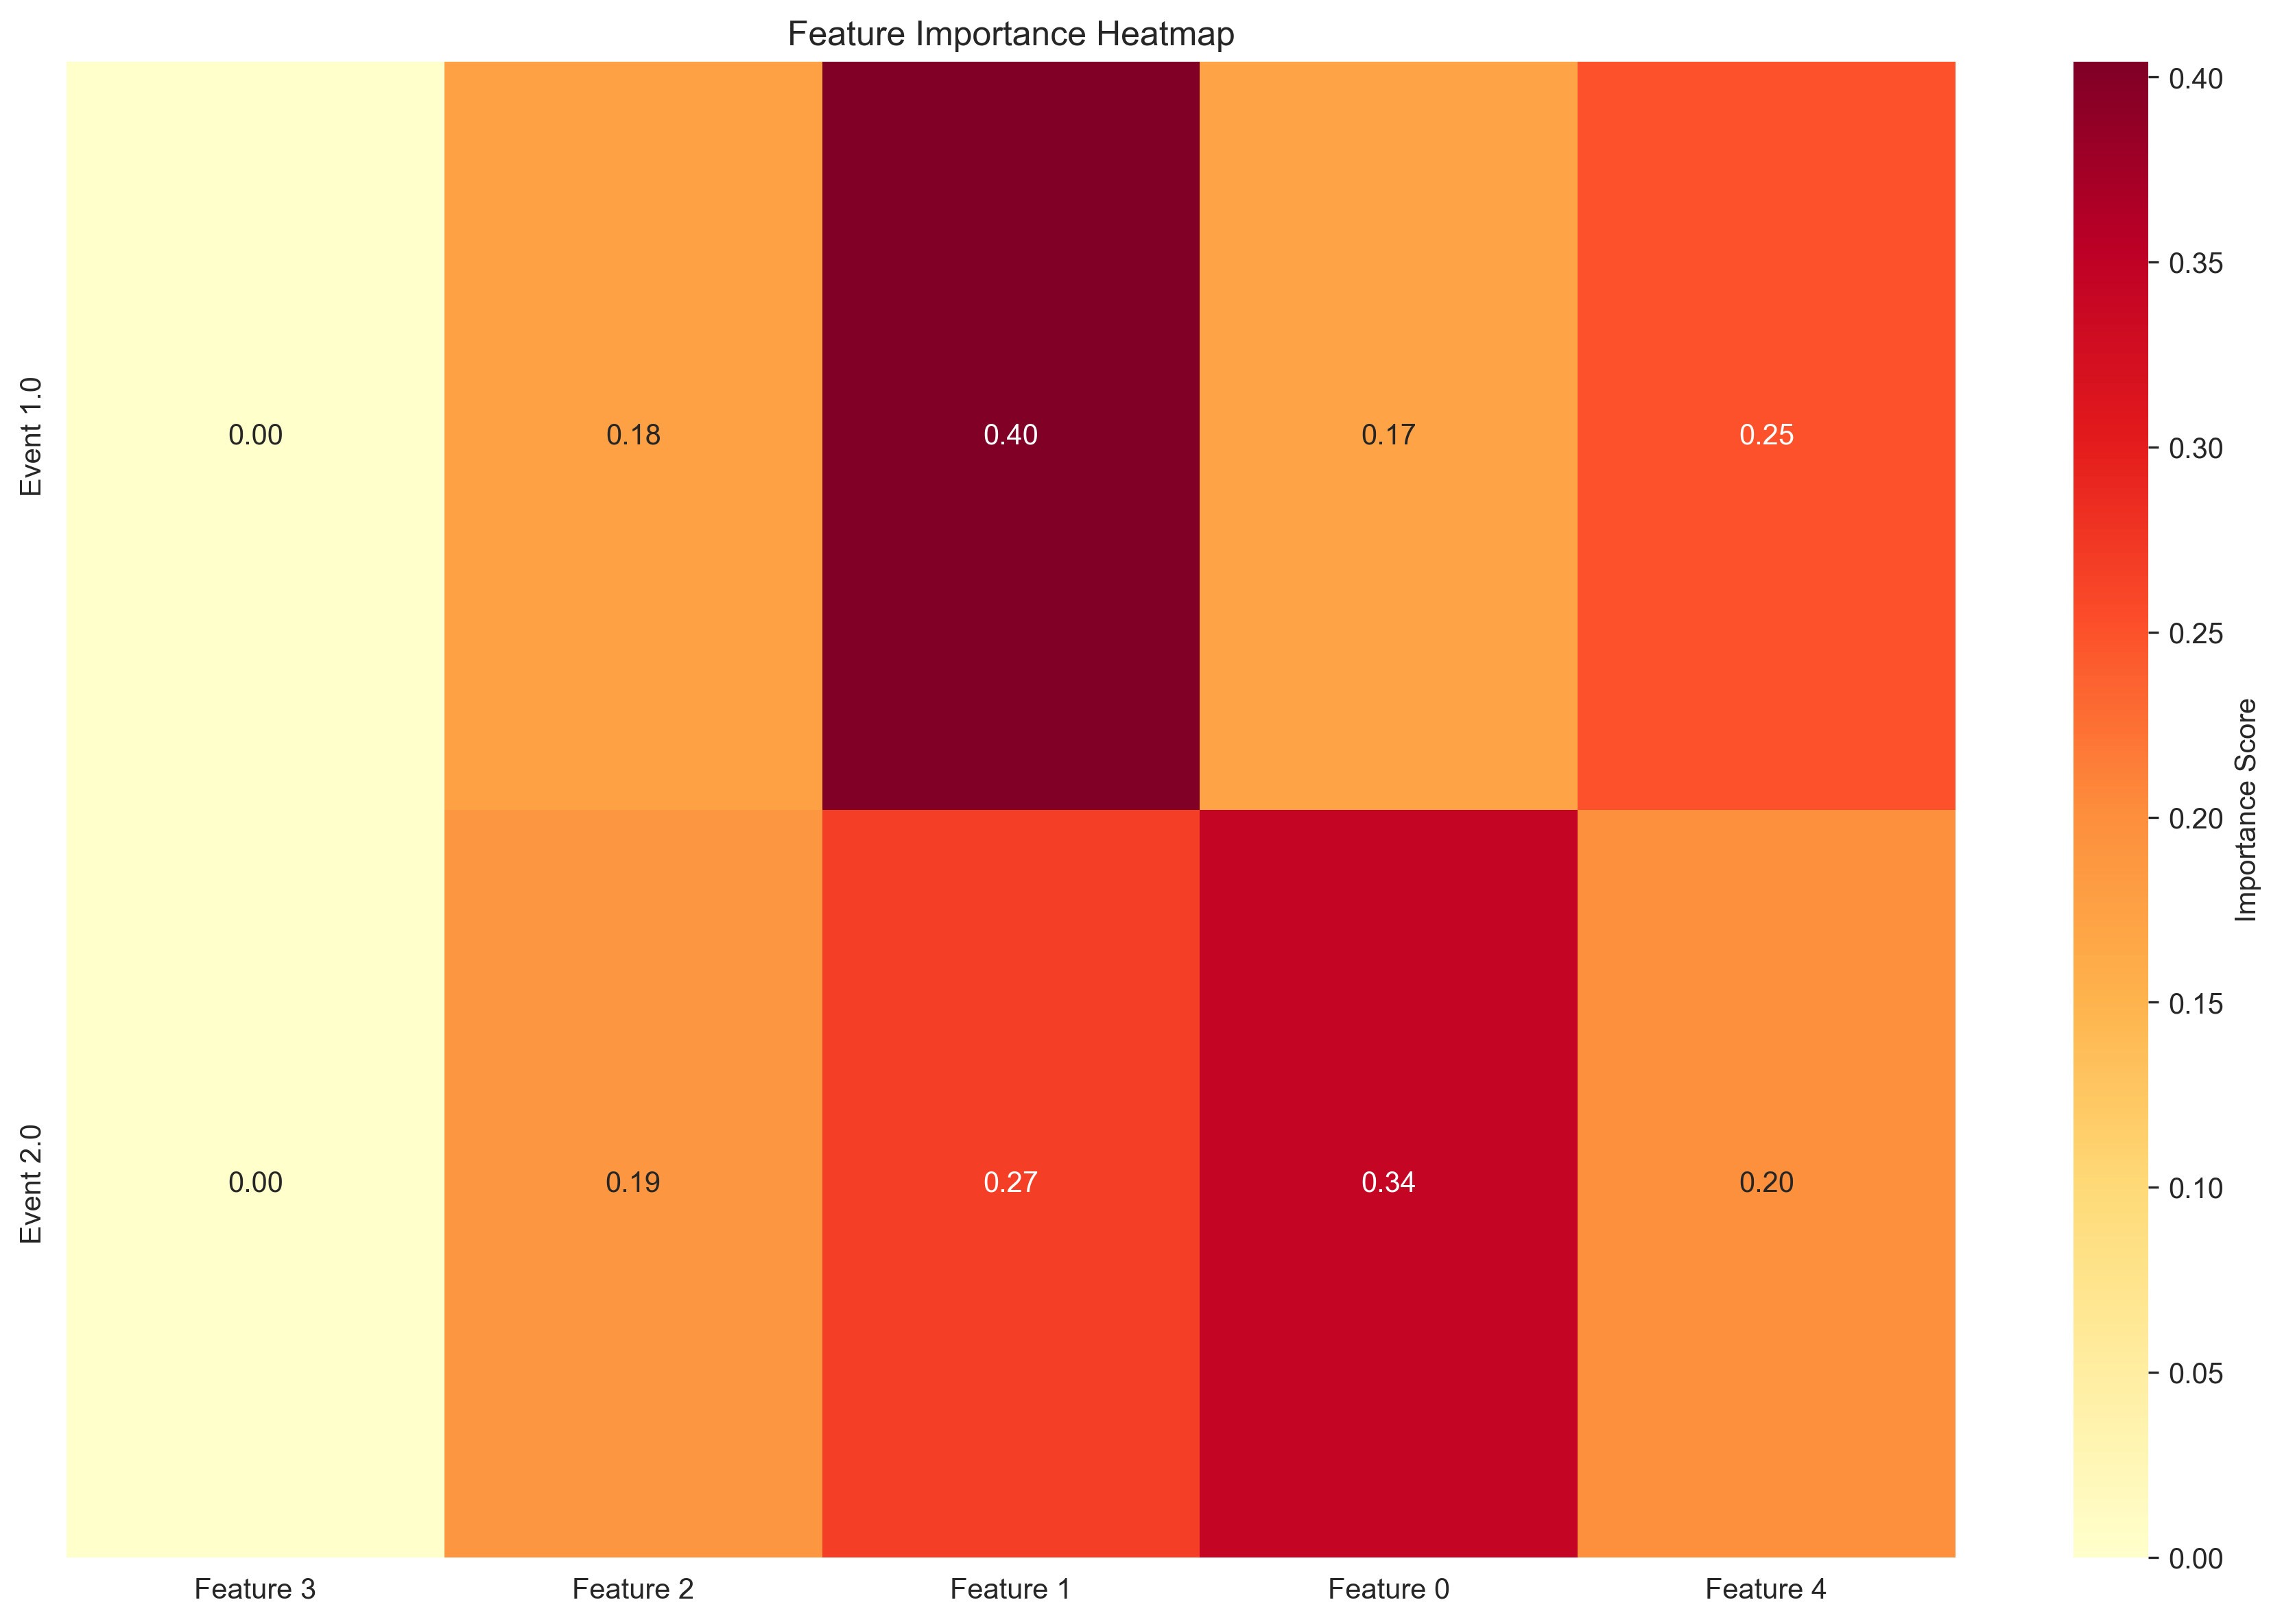 Feature Importance Heatmap
Event 1.0
0.00 0.18 0.40 0.17 0.25
Event 2.0
0.00 0.19 0.27 0.34 0.20
Feature 3 Feature 2 Feature 1 Feature 0 Feature 4
0.40
0.35
0.30
0.25
0.20
0.15
0.10
0.05
0.00
Importance Score